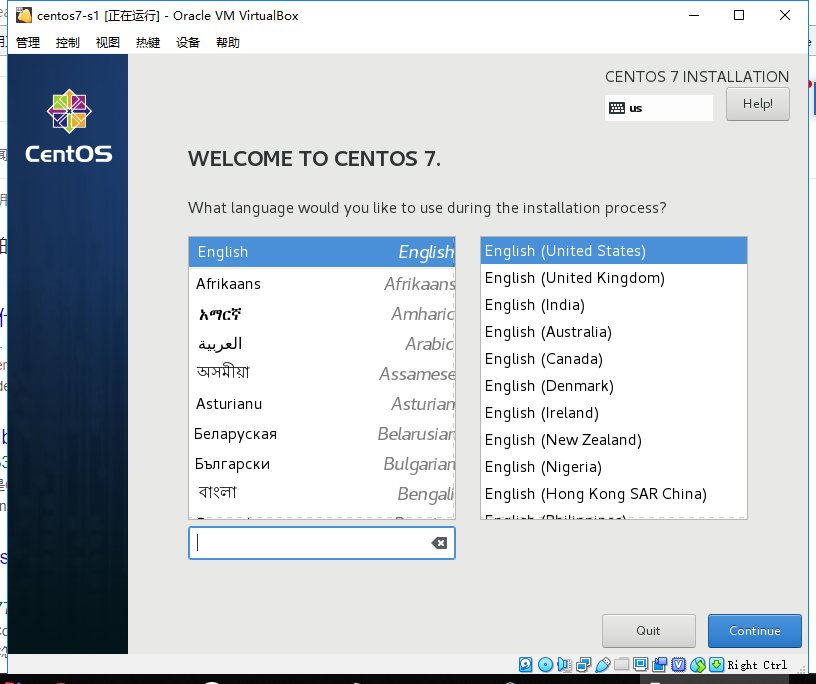 centos7-s1 [正在运行] - Oracle VM VirtualBox
管理 控制 视图 热键 设备 帮助
CentOS
CENTOS 7 INSTALLATION
us
Help!
WELCOME TO CENTOS 7.
What language would you like to use during the installation process?
English English
Afrikaans Afrikaans
አማርኛ Amharic
العربية Arabic
অসমীয়া Assamese
Asturianu Asturian
Беларуская Belarusian
Български Bulgarian
বাংলা Bengali
English (United States)
English (United Kingdom)
English (India)
English (Australia)
English (Canada)
English (Denmark)
English (Ireland)
English (New Zealand)
English (Nigeria)
English (Hong Kong SAR China)
English (Philippines)
Quit
Continue
Right Ctrl